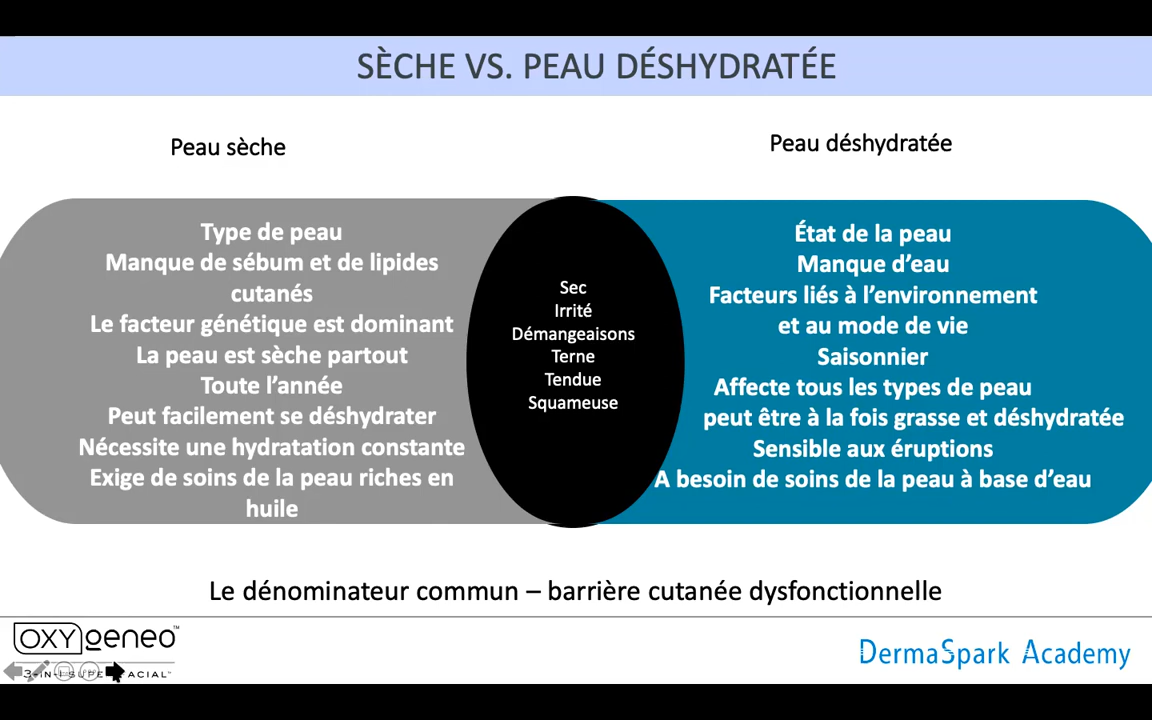 SÈCHE VS. PEAU DÉSHYDRATÉE
Peau sèche
Peau déshydratée
Type de peau
Manque de sébum et de lipides
cutanés
Le facteur génétique est dominant
La peau est sèche partout
Toute l’année
Peut facilement se déshydrater
Nécessite une hydratation constante
Exige de soins de la peau riches en
huile
Sec
Irrité
Démangeaisons
Terne
Tendue
Squameuse
État de la peau
Manque d’eau
Facteurs liés à l’environnement
et au mode de vie
Saisonnier
Affecte tous les types de peau
peut être à la fois grasse et déshydratée
Sensible aux éruptions
A besoin de soins de la peau à base d’eau
Le dénominateur commun – barrière cutanée dysfonctionnelle
OXYgeneo™
3-IN-1
DermaSpark Academy